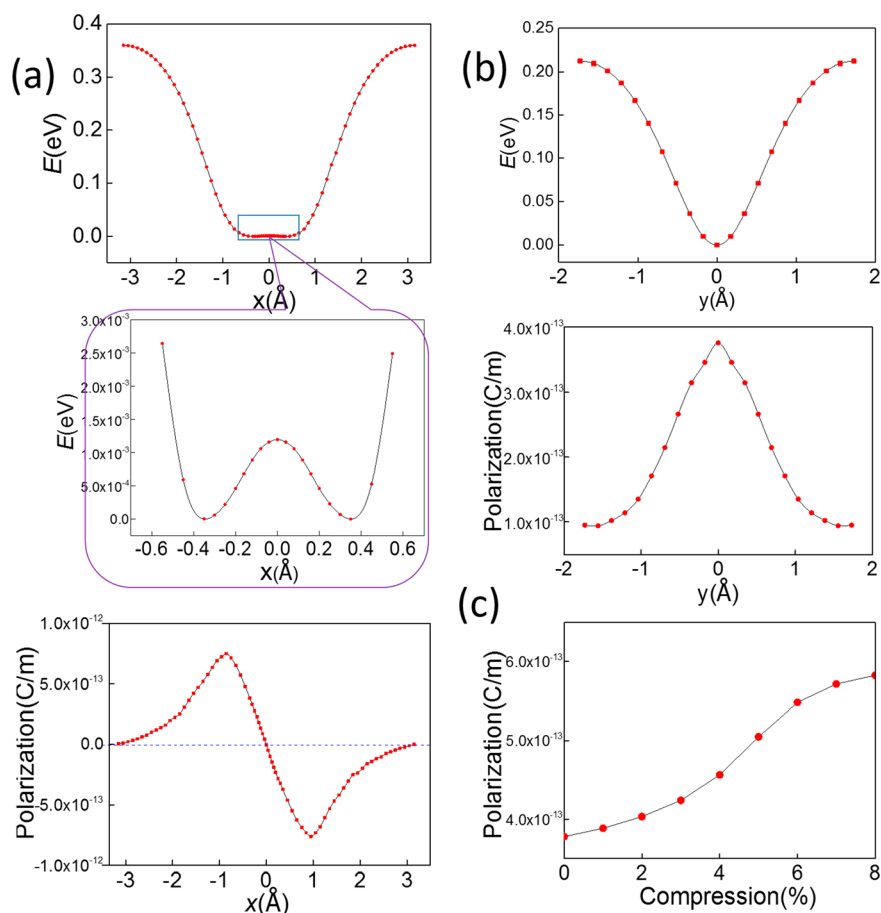 (a)
0.4
0.3
0.2
0.1
0.0
E(eV)
-3 -2 -1 0 1 2 3
x(Å)
3.0x10⁻³
2.5x10⁻³
2.0x10⁻³
1.5x10⁻³
1.0x10⁻³
5.0x10⁻⁴
0.0
E(eV)
-0.6 -0.4 -0.2 0.0 0.2 0.4 0.6
x(Å)
1.0x10⁻¹²
5.0x10⁻¹³
0.0
-5.0x10⁻¹³
-1.0x10⁻¹²
Polarization(C/m)
-3 -2 -1 0 1 2 3
x(Å)
(b)
0.25
0.20
0.15
0.10
0.05
0.00
E(eV)
-2 -1 0 1 2
y(Å)
4.0x10⁻¹³
3.0x10⁻¹³
2.0x10⁻¹³
1.0x10⁻¹³
Polarization(C/m)
-2 -1 0 1 2
y(Å)
(c)
6.0x10⁻¹³
5.0x10⁻¹³
4.0x10⁻¹³
Polarization(C/m)
0 2 4 6 8
Compression(%)